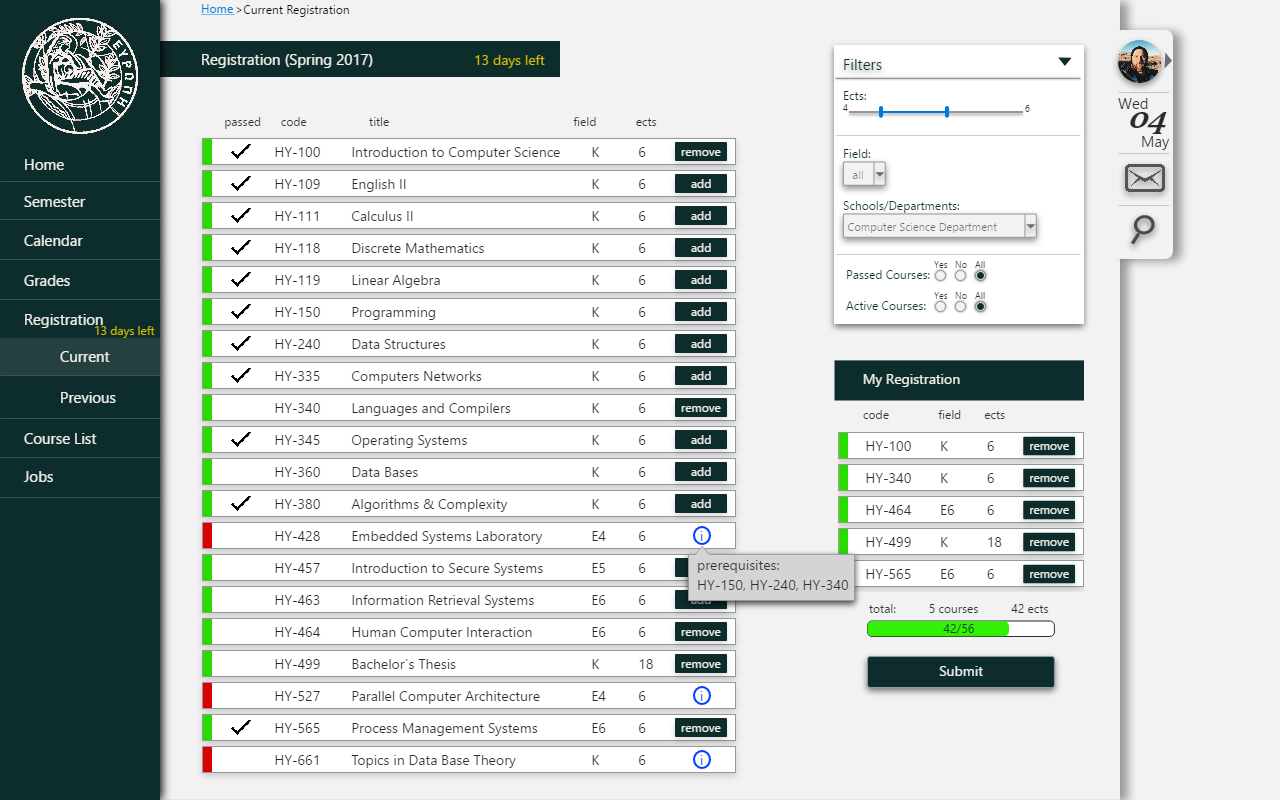 ΕΥΡΩΠΗ
Home
Semester
Calendar
Grades
Registration
13 days left
Current
Previous
Course List
Jobs
Home >Current Registration
Registration (Spring 2017) 13 days left
passed code title field ects
HY-100 Introduction to Computer Science K 6 remove
HY-109 English II K 6 add
HY-111 Calculus II K 6 add
HY-118 Discrete Mathematics K 6 add
HY-119 Linear Algebra K 6 add
HY-150 Programming K 6 add
HY-240 Data Structures K 6 add
HY-335 Computers Networks K 6 add
HY-340 Languages and Compilers K 6 remove
HY-345 Operating Systems K 6 add
HY-360 Data Bases K 6 add
HY-380 Algorithms & Complexity K 6 add
HY-428 Embedded Systems Laboratory E4 6 i
prerequisites:
HY-150, HY-240, HY-340
HY-457 Introduction to Secure Systems E5 6
HY-463 Information Retrieval Systems E6 6 add
HY-464 Human Computer Interaction E6 6 remove
HY-499 Bachelor´s Thesis K 18 remove
HY-527 Parallel Computer Architecture E4 6 i
HY-565 Process Management Systems E6 6 remove
HY-661 Topics in Data Base Theory K 6 i
Filters
Ects:
4 6
Field:
all
Schools/Departments:
Computer Science Department
Yes No All
Passed Courses:
Yes No All
Active Courses:
My Registration
code field ects
HY-100 K 6 remove
HY-340 K 6 remove
HY-464 E6 6 remove
HY-499 K 18 remove
HY-565 E6 6 remove
total: 5 courses 42 ects
42/56
Submit
Wed
04
May